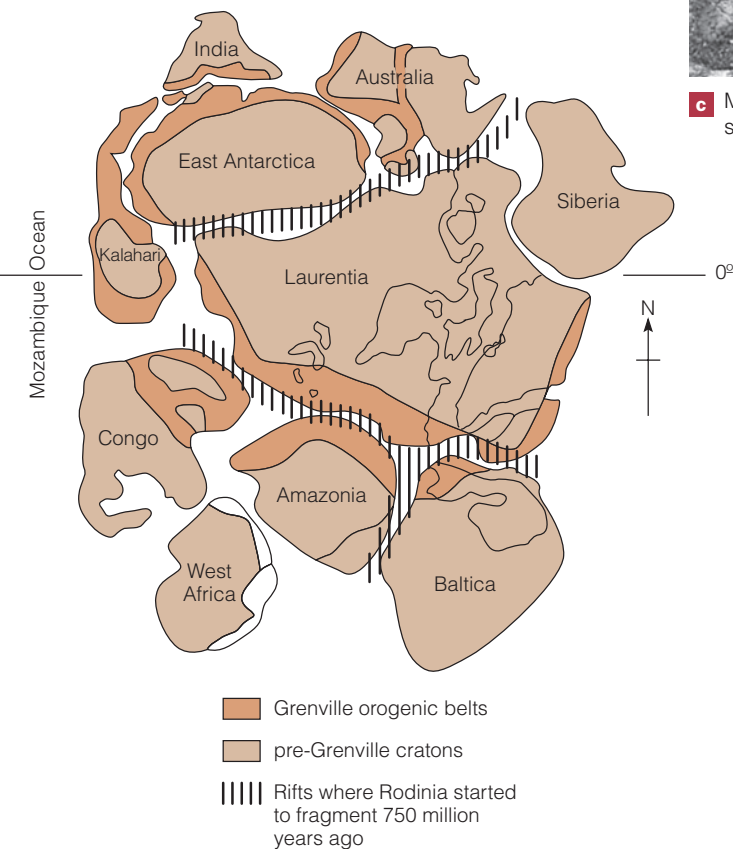 India
Australia
c M
s
East Antarctica
Siberia
Kalahari
Mozambique Ocean
Laurentia
0º
N
Congo
Amazonia
West
Africa
Baltica
Grenville orogenic belts
pre-Grenville cratons
Rifts where Rodinia started
to fragment 750 million
years ago